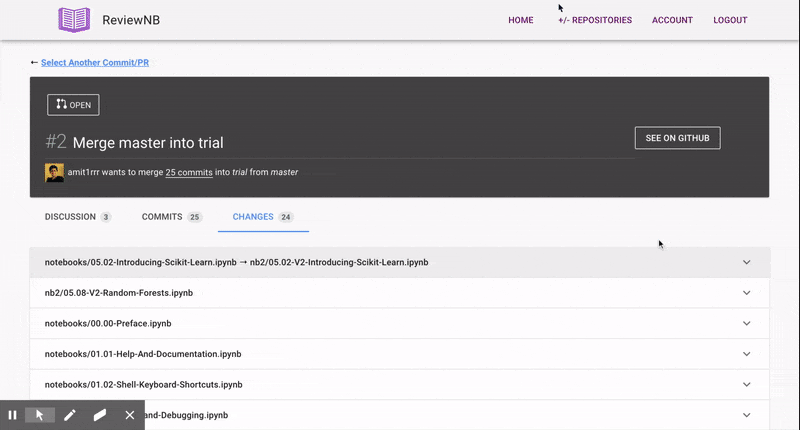 ReviewNB
HOME +/- REPOSITORIES ACCOUNT LOGOUT
← Select Another Commit/PR
OPEN
#2 Merge master into trial
SEE ON GITHUB
amit1rrr wants to merge 25 commits into trial from master
DISCUSSION 3 COMMITS 25 CHANGES 24
notebooks/05.02-Introducing-Scikit-Learn.ipynb → nb2/05.02-V2-Introducing-Scikit-Learn.ipynb
nb2/05.08-V2-Random-Forests.ipynb
notebooks/00.00-Preface.ipynb
notebooks/01.01-Help-And-Documentation.ipynb
notebooks/01.02-Shell-Keyboard-Shortcuts.ipynb
and-Debugging.ipynb